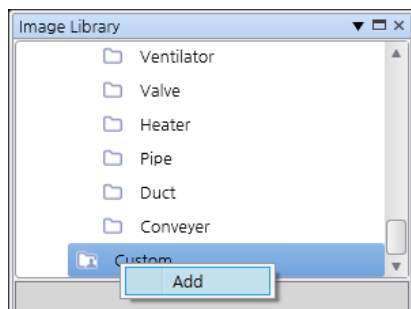 Image Library
Ventilator
Valve
Heater
Pipe
Duct
Conveyer
Custom
Add